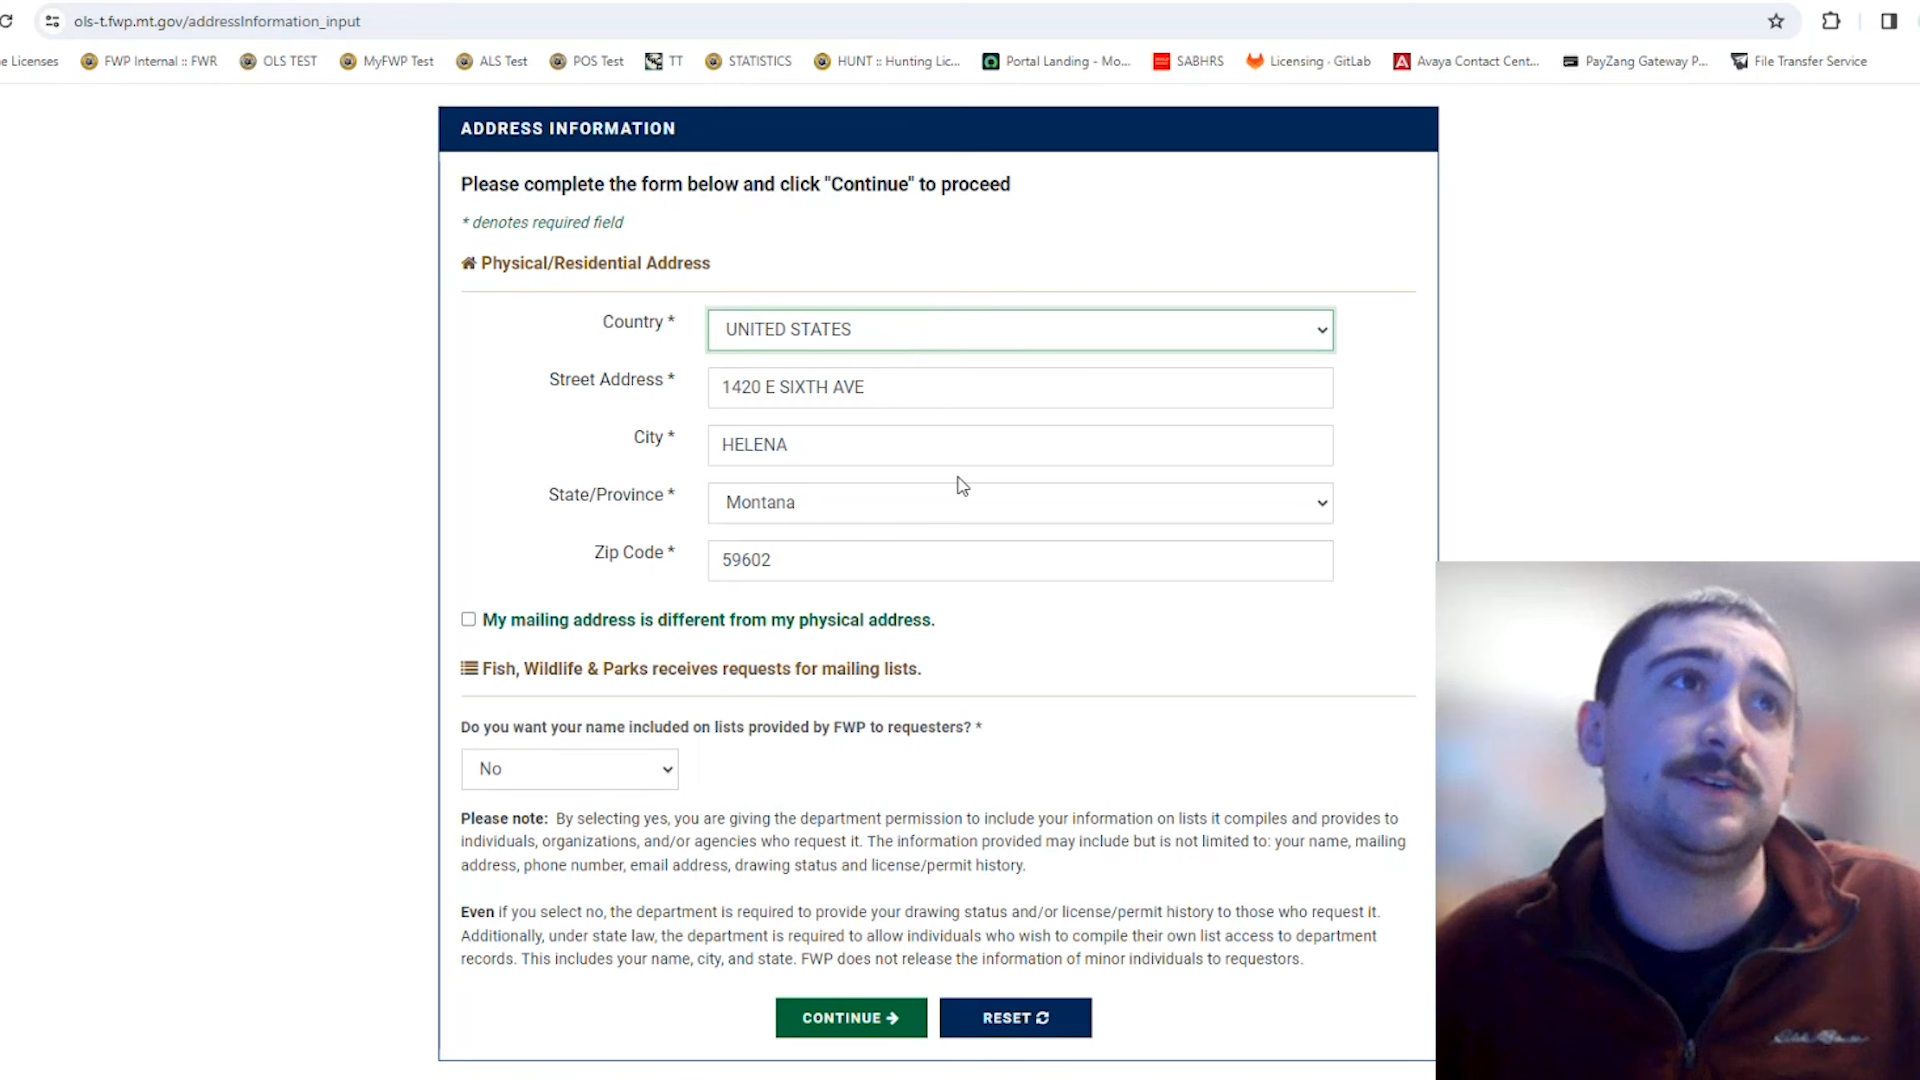 ols-t.fwp.mt.gov/addressInformation_input
e Licenses FWP Internal :: FWR OLS TEST MyFWP Test ALS Test POS Test TT STATISTICS HUNT :: Hunting Lic... Portal Landing - Mo... SABHRS Licensing · GitLab Avaya Contact Cent... PayZang Gateway P... File Transfer Service
ADDRESS INFORMATION
Please complete the form below and click "Continue" to proceed
* denotes required field
Physical/Residential Address
Country * UNITED STATES
Street Address * 1420 E SIXTH AVE
City * HELENA
State/Province * Montana
Zip Code * 59602
My mailing address is different from my physical address.
Fish, Wildlife & Parks receives requests for mailing lists.
Do you want your name included on lists provided by FWP to requesters? *
No
Please note: By selecting yes, you are giving the department permission to include your information on lists it compiles and provides to
individuals, organizations, and/or agencies who request it. The information provided may include but is not limited to: your name, mailing
address, phone number, email address, drawing status and license/permit history.
Even if you select no, the department is required to provide your drawing status and/or license/permit history to those who request it.
Additionally, under state law, the department is required to allow individuals who wish to compile their own list access to department
records. This includes your name, city, and state. FWP does not release the information of minor individuals to requestors.
CONTINUE RESET